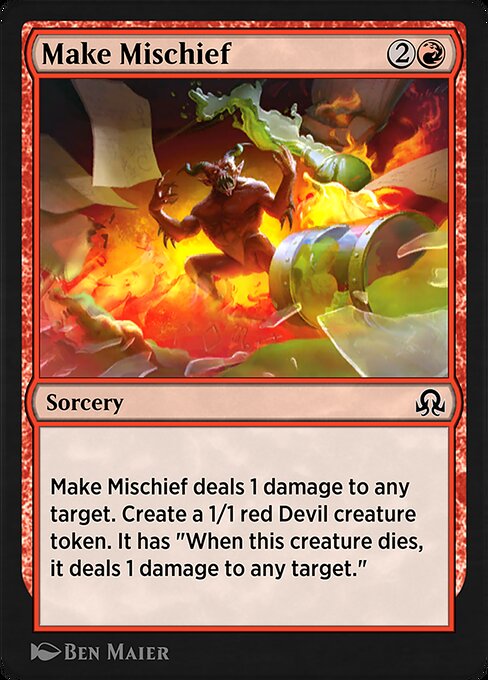 Make Mischief 2
Sorcery
Make Mischief deals 1 damage to any
target. Create a 1/1 red Devil creature
token. It has "When this creature dies,
it deals 1 damage to any target."
Ben Maier